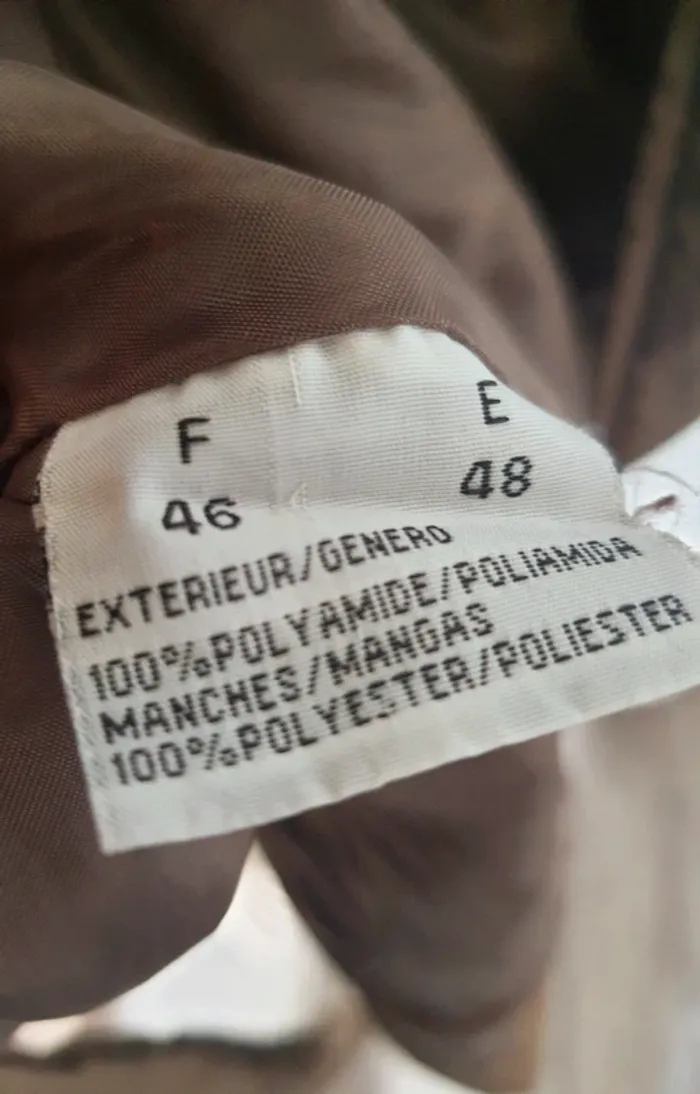 F E
46 48
EXTERIEUR/GENERO
100%POLYAMIDE/POLIAMIDA
MANCHES/MANGAS
100%POLYESTER/POLIESTER